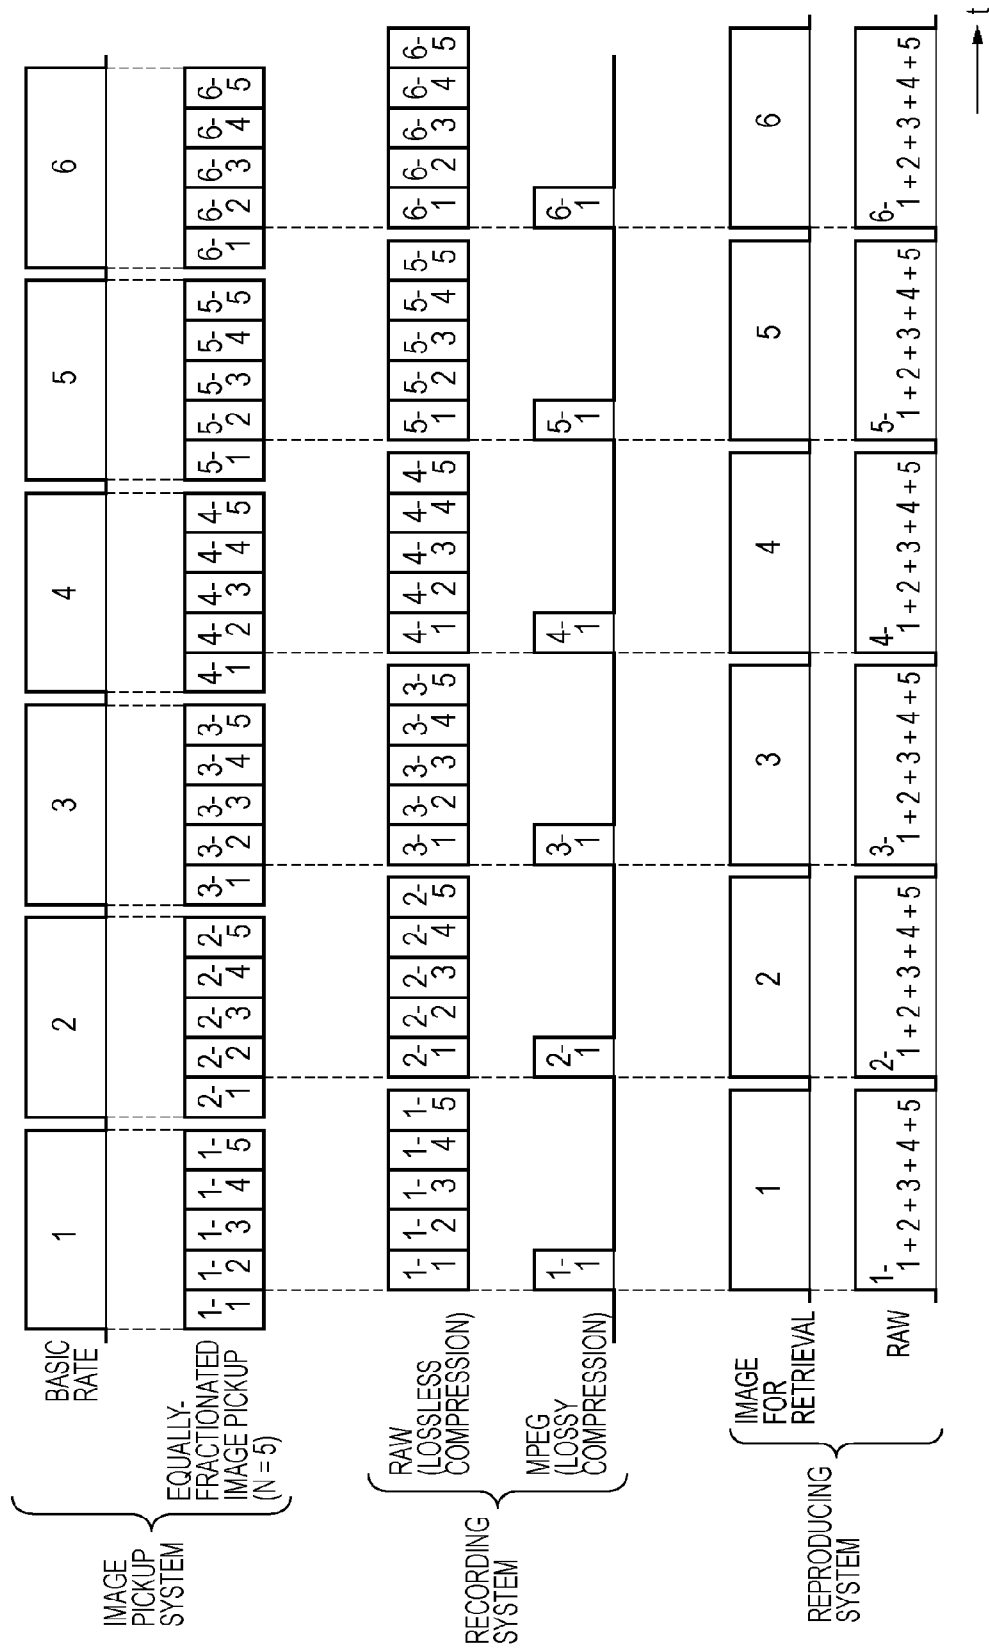 IMAGE
PICKUP
SYSTEM
BASIC
RATE
1 2 3 4 5 6
EQUALLY-
FRACTIONATED
IMAGE PICKUP
(N = 5)
1-1 1-2 1-3 1-4 1-5 2-1 2-2 2-3 2-4 2-5 3-1 3-2 3-3 3-4 3-5 4-1 4-2 4-3 4-4 4-5 5-1 5-2 5-3 5-4 5-5 6-1 6-2 6-3 6-4 6-5
RECORDING
SYSTEM
RAW
(LOSSLESS
COMPRESSION)
1-1 1-2 1-3 1-4 1-5 2-1 2-2 2-3 2-4 2-5 3-1 3-2 3-3 3-4 3-5 4-1 4-2 4-3 4-4 4-5 5-1 5-2 5-3 5-4 5-5 6-1 6-2 6-3 6-4 6-5
MPEG
(LOSSY
COMPRESSION)
1-1 2-1 3-1 4-1 5-1 6-1
REPRODUCING
SYSTEM
IMAGE
FOR
RETRIEVAL
1 2 3 4 5 6
RAW
1-
1 + 2 + 3 + 4 + 5
2-
1 + 2 + 3 + 4 + 5
3-
1 + 2 + 3 + 4 + 5
4-
1 + 2 + 3 + 4 + 5
5-
1 + 2 + 3 + 4 + 5
6-
1 + 2 + 3 + 4 + 5
t